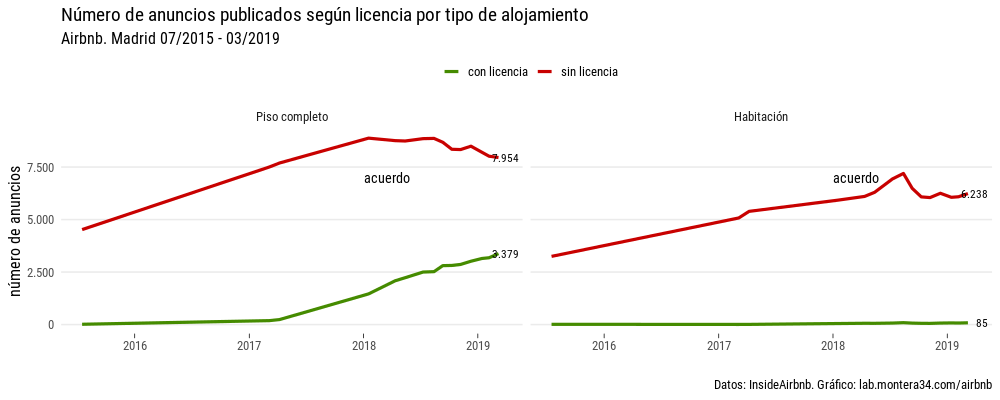 Número de anuncios publicados según licencia por tipo de alojamiento
Airbnb. Madrid 07/2015 - 03/2019
con licencia sin licencia
Piso completo Habitación
número de anuncios
7.500
5.000
2.500
0
acuerdo acuerdo
7.954
3.379
6.238
85
2016 2017 2018 2019 2016 2017 2018 2019
Datos: InsideAirbnb. Gráfico: lab.montera34.com/airbnb